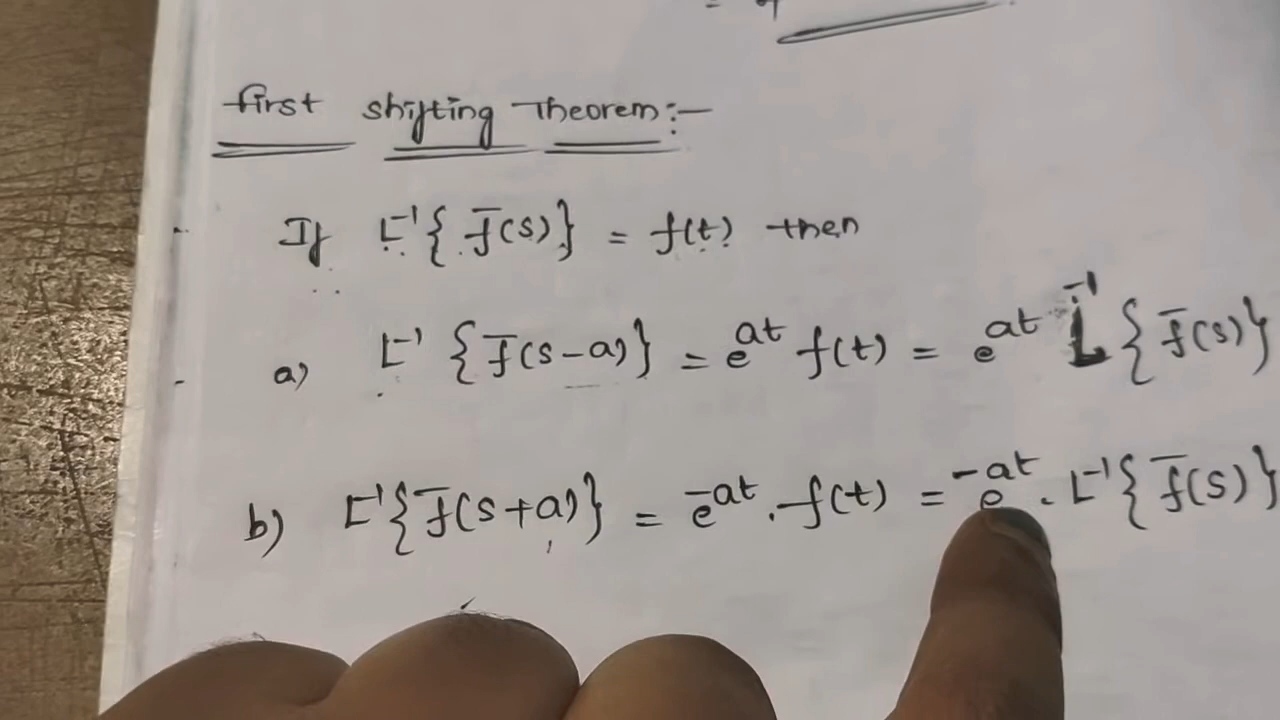 First shifting Theorem:-
If L⁻¹{f̄(s)} = f(t) then
a) L⁻¹{f̄(s-a)} = e^{at} f(t) = e^{at} L⁻¹{f̄(s)}
b) L⁻¹{f̄(s+a)} = e^{-at} . f(t) = e^{-at} . L⁻¹{f̄(s)}